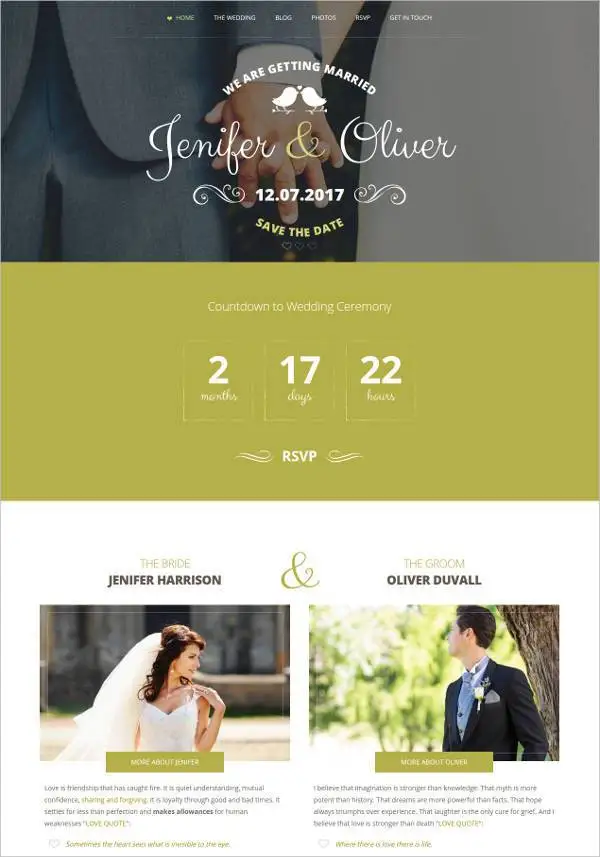 HOME THE WEDDING BLOG PHOTOS RSVP GET IN TOUCH
WE ARE GETTING MARRIED
Jenifer & Oliver
12.07.2017
SAVE THE DATE
Countdown to Wedding Ceremony
2 17 22
months days hours
RSVP
THE BRIDE
JENIFER HARRISON
&
THE GROOM
OLIVER DUVALL
MORE ABOUT JENIFER
Love is friendship that has caught fire. It is quiet understanding, mutual
confidence, sharing and forgiving. It is loyalty through good and bad times. It
settles for less than perfection and makes allowances for human
weaknesses "LOVE QUOTE":
Sometimes the heart sees what is invisible to the eye.
MORE ABOUT OLIVER
I believe that imagination is stronger than knowledge. That myth is more
potent than history. That dreams are more powerful than facts. That hope
always triumphs over experience. That laughter is the only cure for grief. And I
believe that love is stronger than death "LOVE QUOTE":
Where there is love there is life.